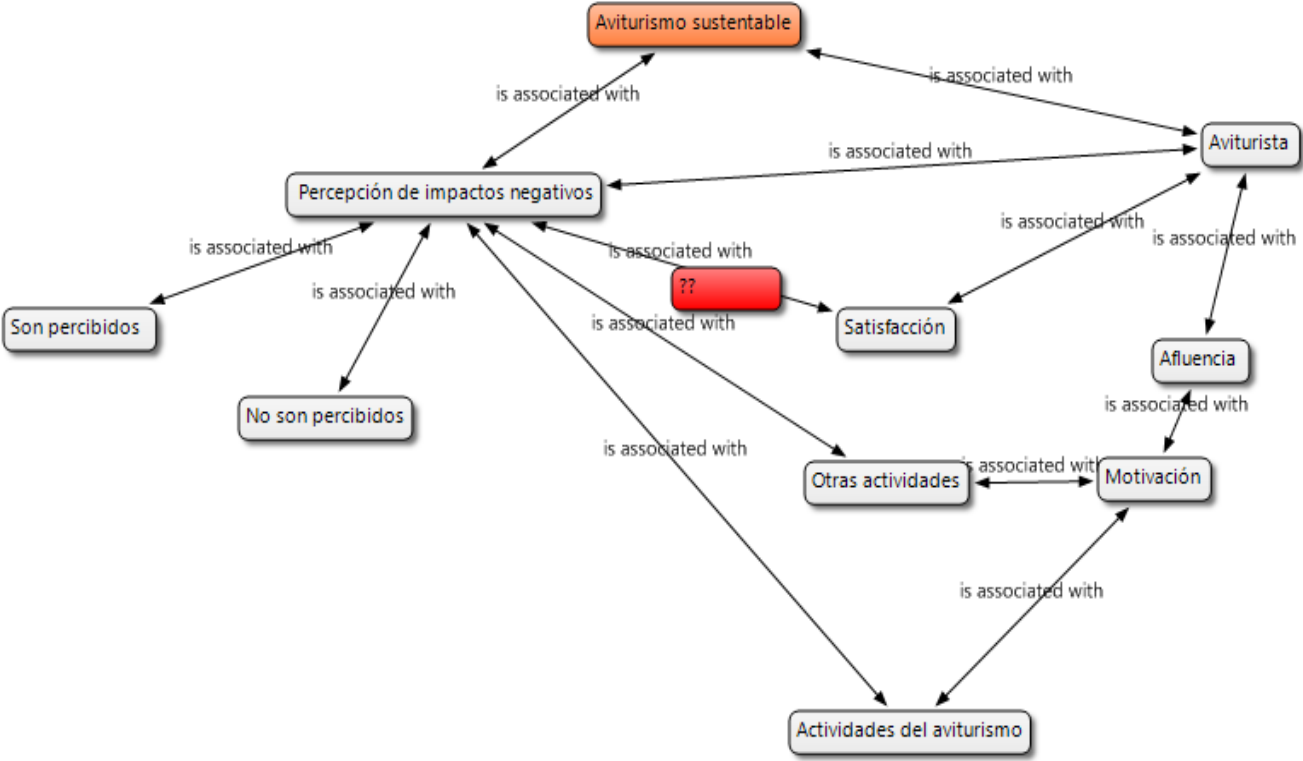 Aviturismo sustentable
is associated with
is associated with
Aviturista
is associated with
Percepción de impactos negativos
is associated with
is associated with
is associated with
is associated with
is associated with
??
Son percibidos
is associated with
Satisfacción
Afluencia
is associated with
No son percibidos
is associated with
is associated with
Otras actividades
Motivación
is associated with
Actividades del aviturismo